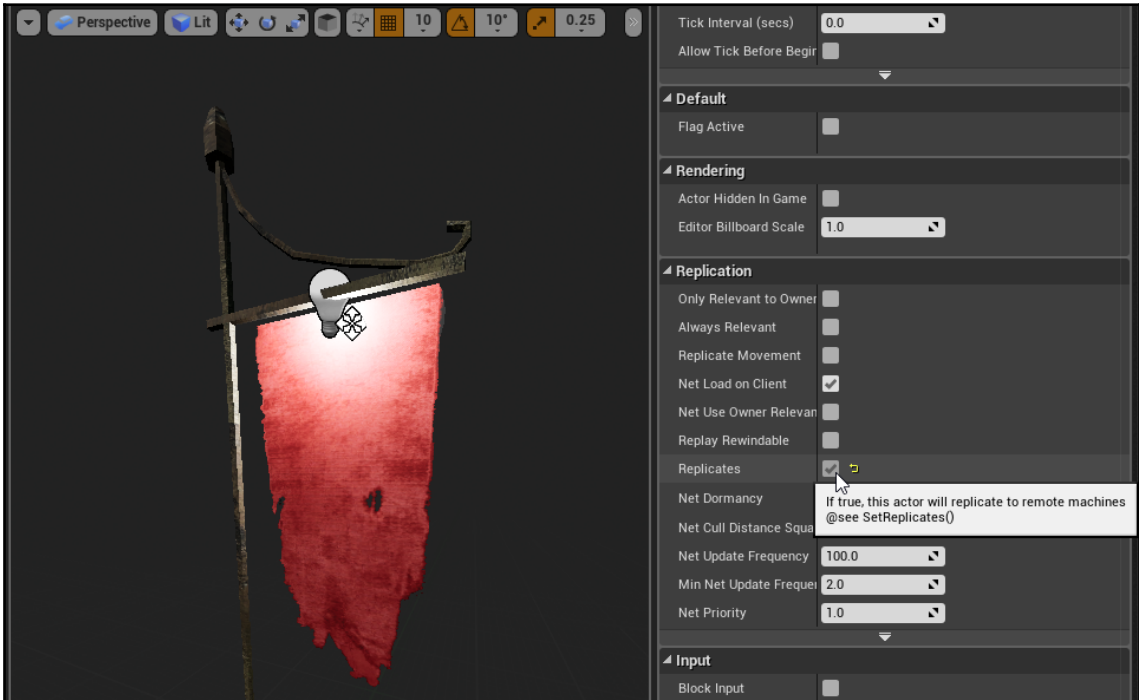 Perspective
Lit
10
10°
0.25
Tick Interval (secs)
0.0
Allow Tick Before Begin
Default
Flag Active
Rendering
Actor Hidden In Game
Editor Billboard Scale
1.0
Replication
Only Relevant to Owner
Always Relevant
Replicate Movement
Net Load on Client
Net Use Owner Relevan
Replay Rewindable
Replicates
If true, this actor will replicate to remote machines
@see SetReplicates()
Net Dormancy
Net Cull Distance Squa
Net Update Frequency
100.0
Min Net Update Frequen
2.0
Net Priority
1.0
Input
Block Input